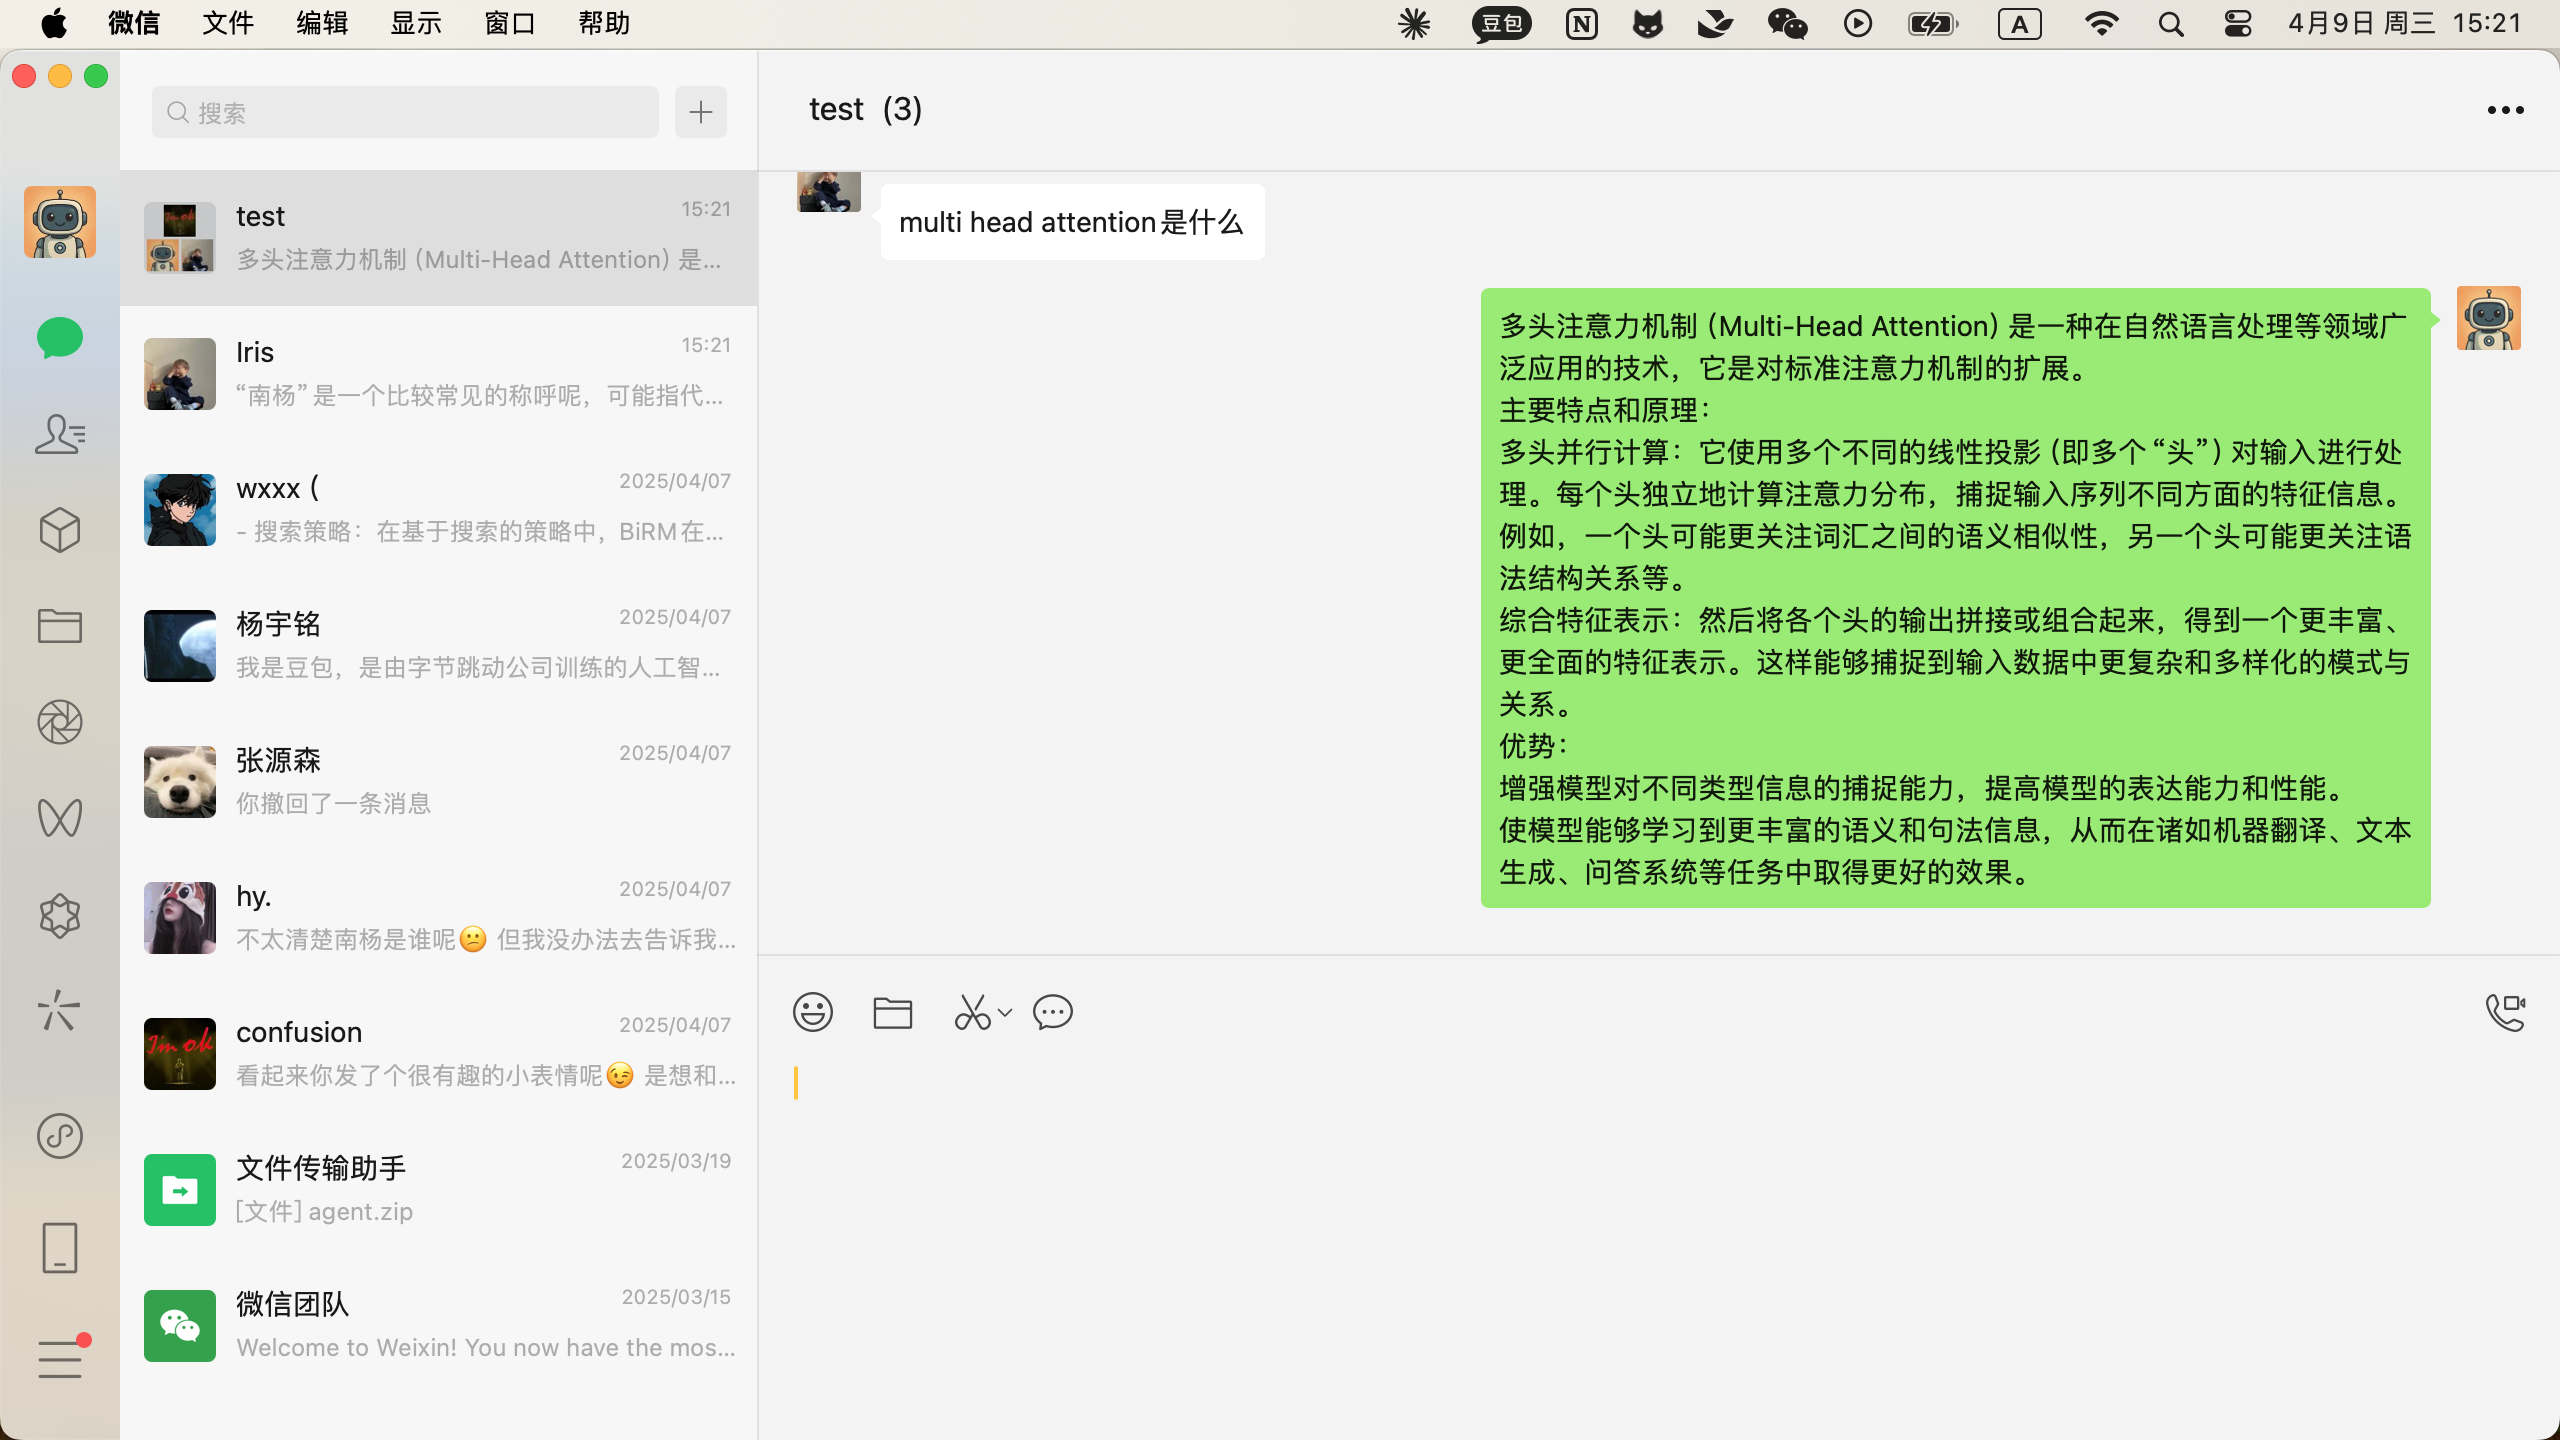 微信 文件 编辑 显示 窗口 帮助 豆包 N A 4月9日 周三 15:21
搜索
test 15:21
多头注意力机制 (Multi-Head Attention) 是...
Iris 15:21
“南杨”是一个比较常见的称呼呢，可能指代...
wxxx ( 2025/04/07
- 搜索策略：在基于搜索的策略中，BiRM在...
杨宇铭 2025/04/07
我是豆包，是由字节跳动公司训练的人工智...
张源森 2025/04/07
你撤回了一条消息
hy. 2025/04/07
不太清楚南杨是谁呢😕 但我没办法去告诉我...
confusion 2025/04/07
看起来你发了个很有趣的小表情呢😉 是想和...
I'm ok
文件传输助手 2025/03/19
[文件] agent.zip
微信团队 2025/03/15
Welcome to Weixin! You now have the mos...
test (3)
multi head attention是什么
多头注意力机制 (Multi-Head Attention) 是一种在自然语言处理等领域广
泛应用的技术，它是对标准注意力机制的扩展。
主要特点和原理：
多头并行计算：它使用多个不同的线性投影 (即多个“头”) 对输入进行处
理。每个头独立地计算注意力分布，捕捉输入序列不同方面的特征信息。
例如，一个头可能更关注词汇之间的语义相似性，另一个头可能更关注语
法结构关系等。
综合特征表示：然后将各个头的输出拼接或组合起来，得到一个更丰富、
更全面的特征表示。这样能够捕捉到输入数据中更复杂和多样化的模式与
关系。
优势：
增强模型对不同类型信息的捕捉能力，提高模型的表达能力和性能。
使模型能够学习到更丰富的语义和句法信息，从而在诸如机器翻译、文本
生成、问答系统等任务中取得更好的效果。